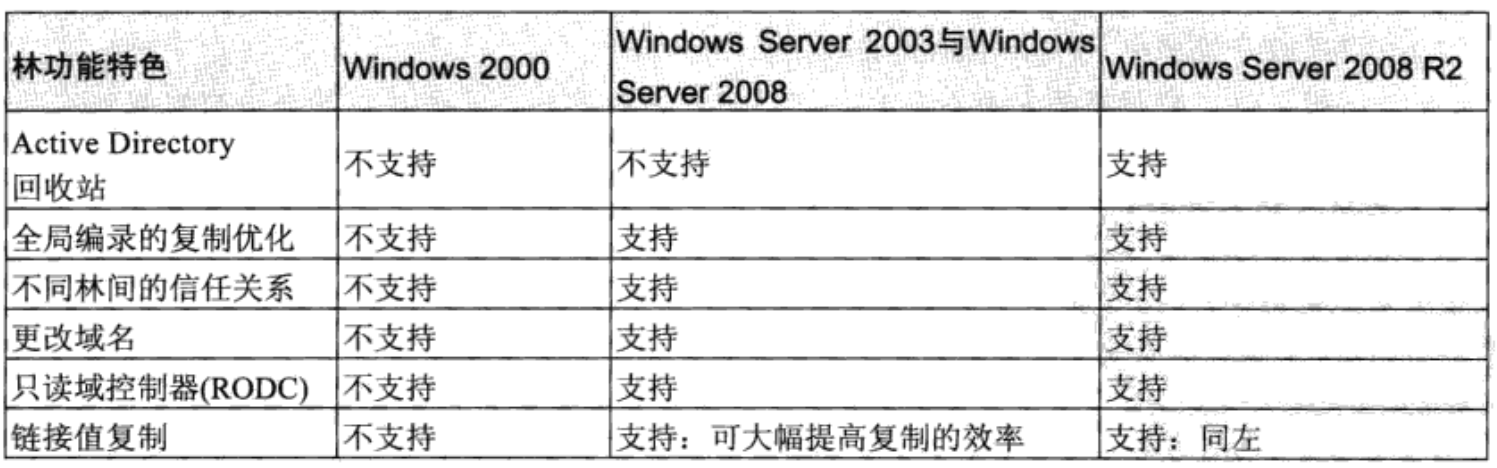 林功能特色 Windows 2000 Windows Server 2003与Windows Server 2008 Windows Server 2008 R2
Active Directory 回收站 不支持 不支持 支持
全局编录的复制优化 不支持 支持 支持
不同林间的信任关系 不支持 支持 支持
更改域名 不支持 支持 支持
只读域控制器(RODC) 不支持 支持 支持
链接值复制 不支持 支持：可大幅提高复制的效率 支持：同左